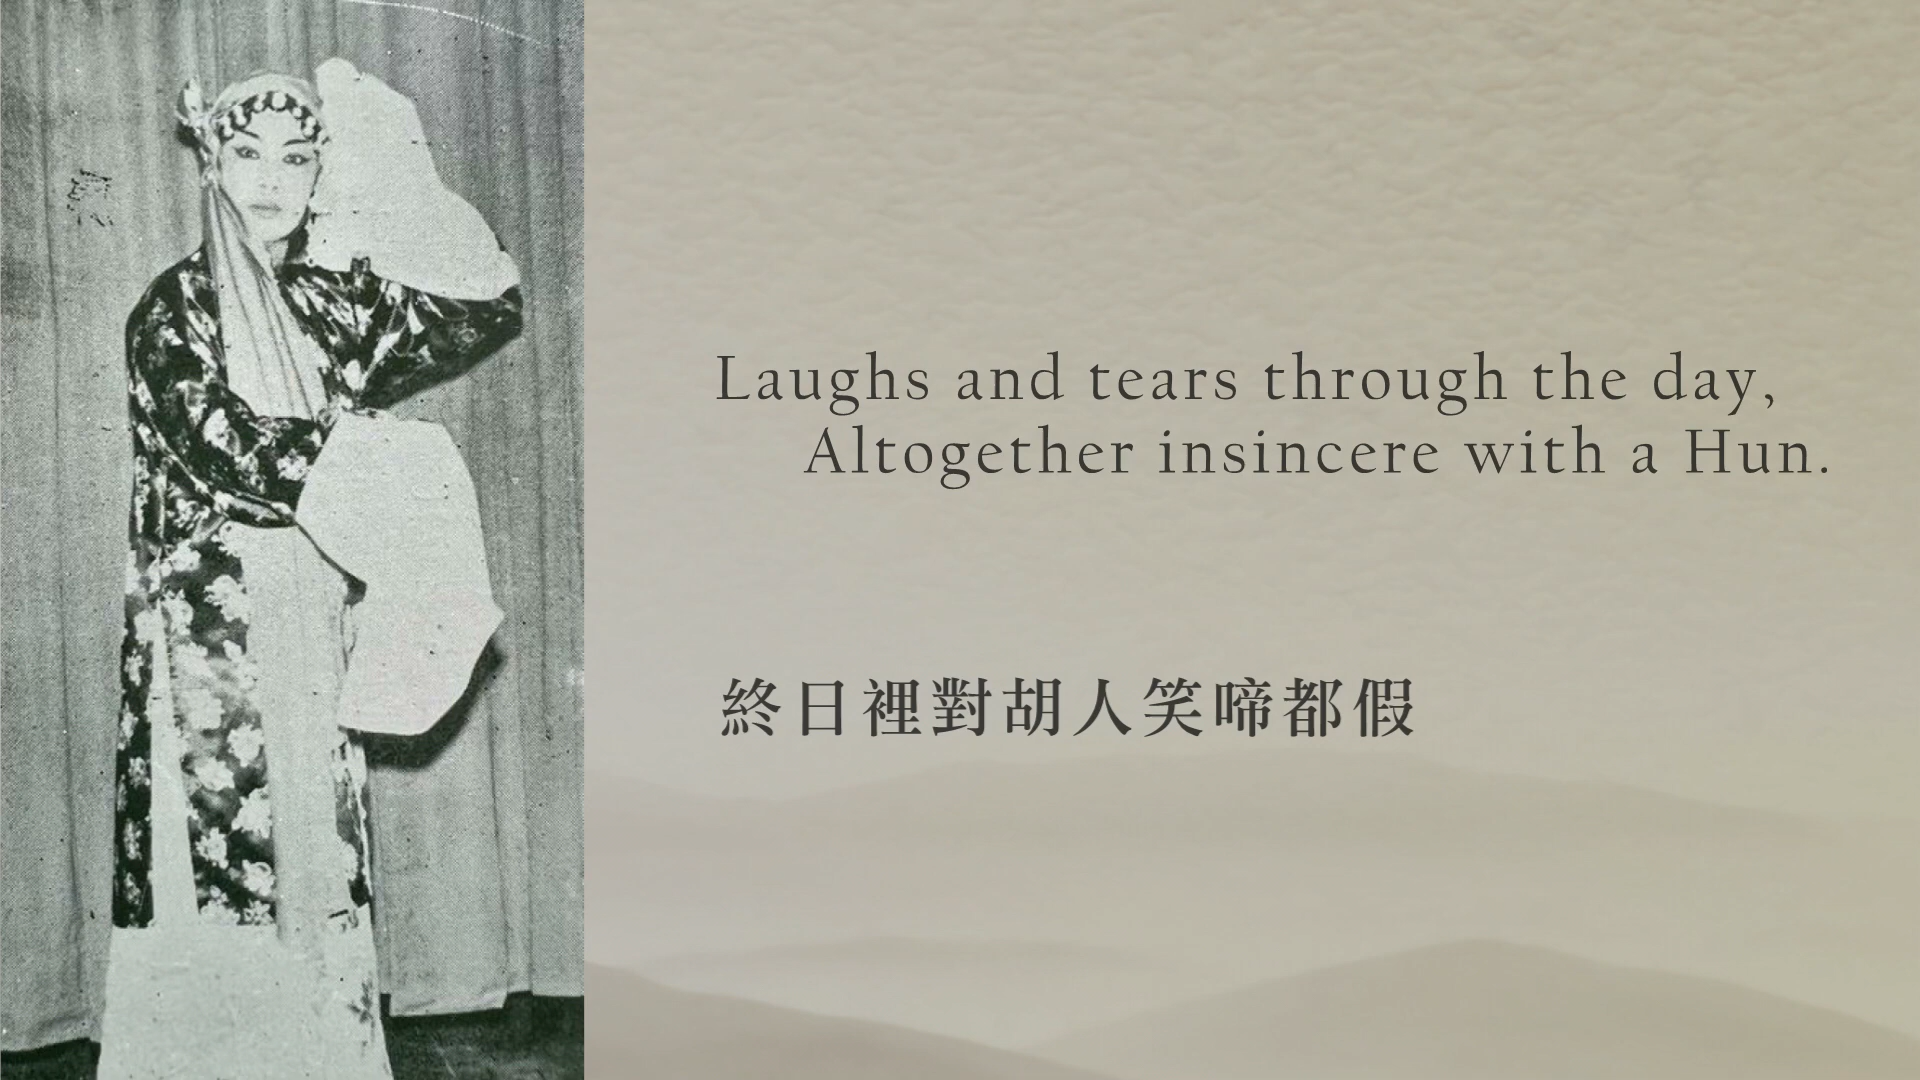 Laughs and tears through the day,
Altogether insincere with a Hun.
終日裡對胡人笑啼都假